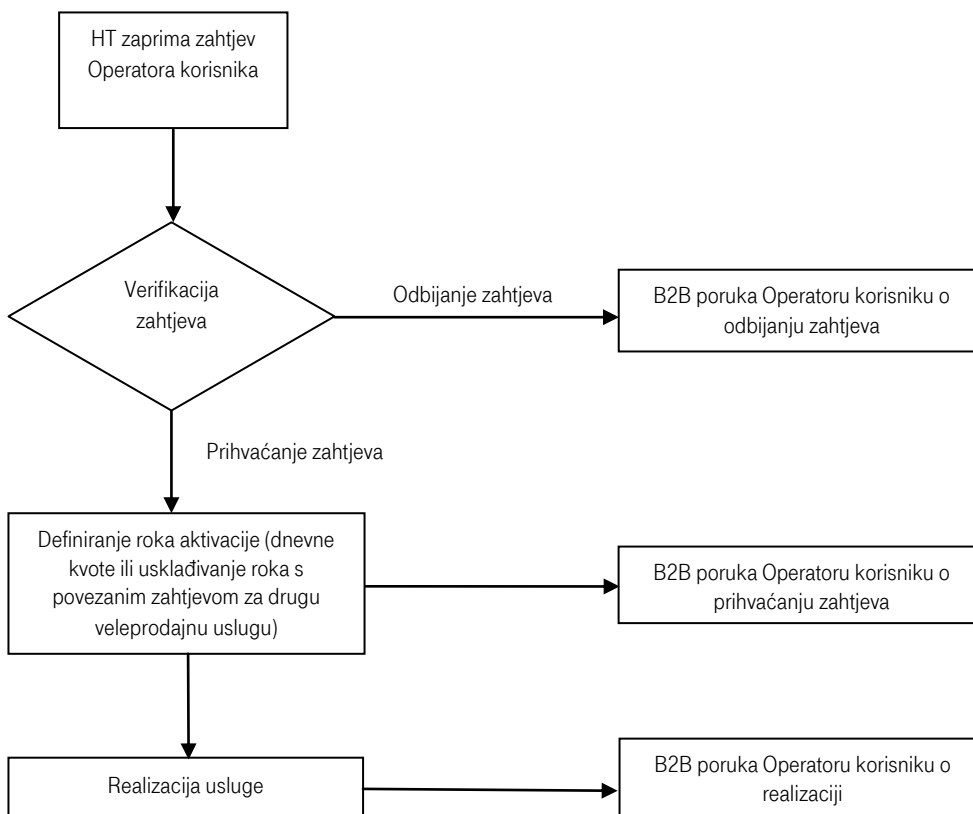 HT zaprima zahtjev
Operatora korisnika
Verifikacija
zahtjeva
Odbijanje zahtjeva
B2B poruka Operatoru korisniku o
odbijanju zahtjeva
Prihvaćanje zahtjeva
Definiranje roka aktivacije (dnevne
kvote ili usklađivanje roka s
povezanim zahtjevom za drugu
veleprodajnu uslugu)
B2B poruka Operatoru korisniku o
prihvaćanju zahtjeva
Realizacija usluge
B2B poruka Operatoru korisniku o
realizaciji